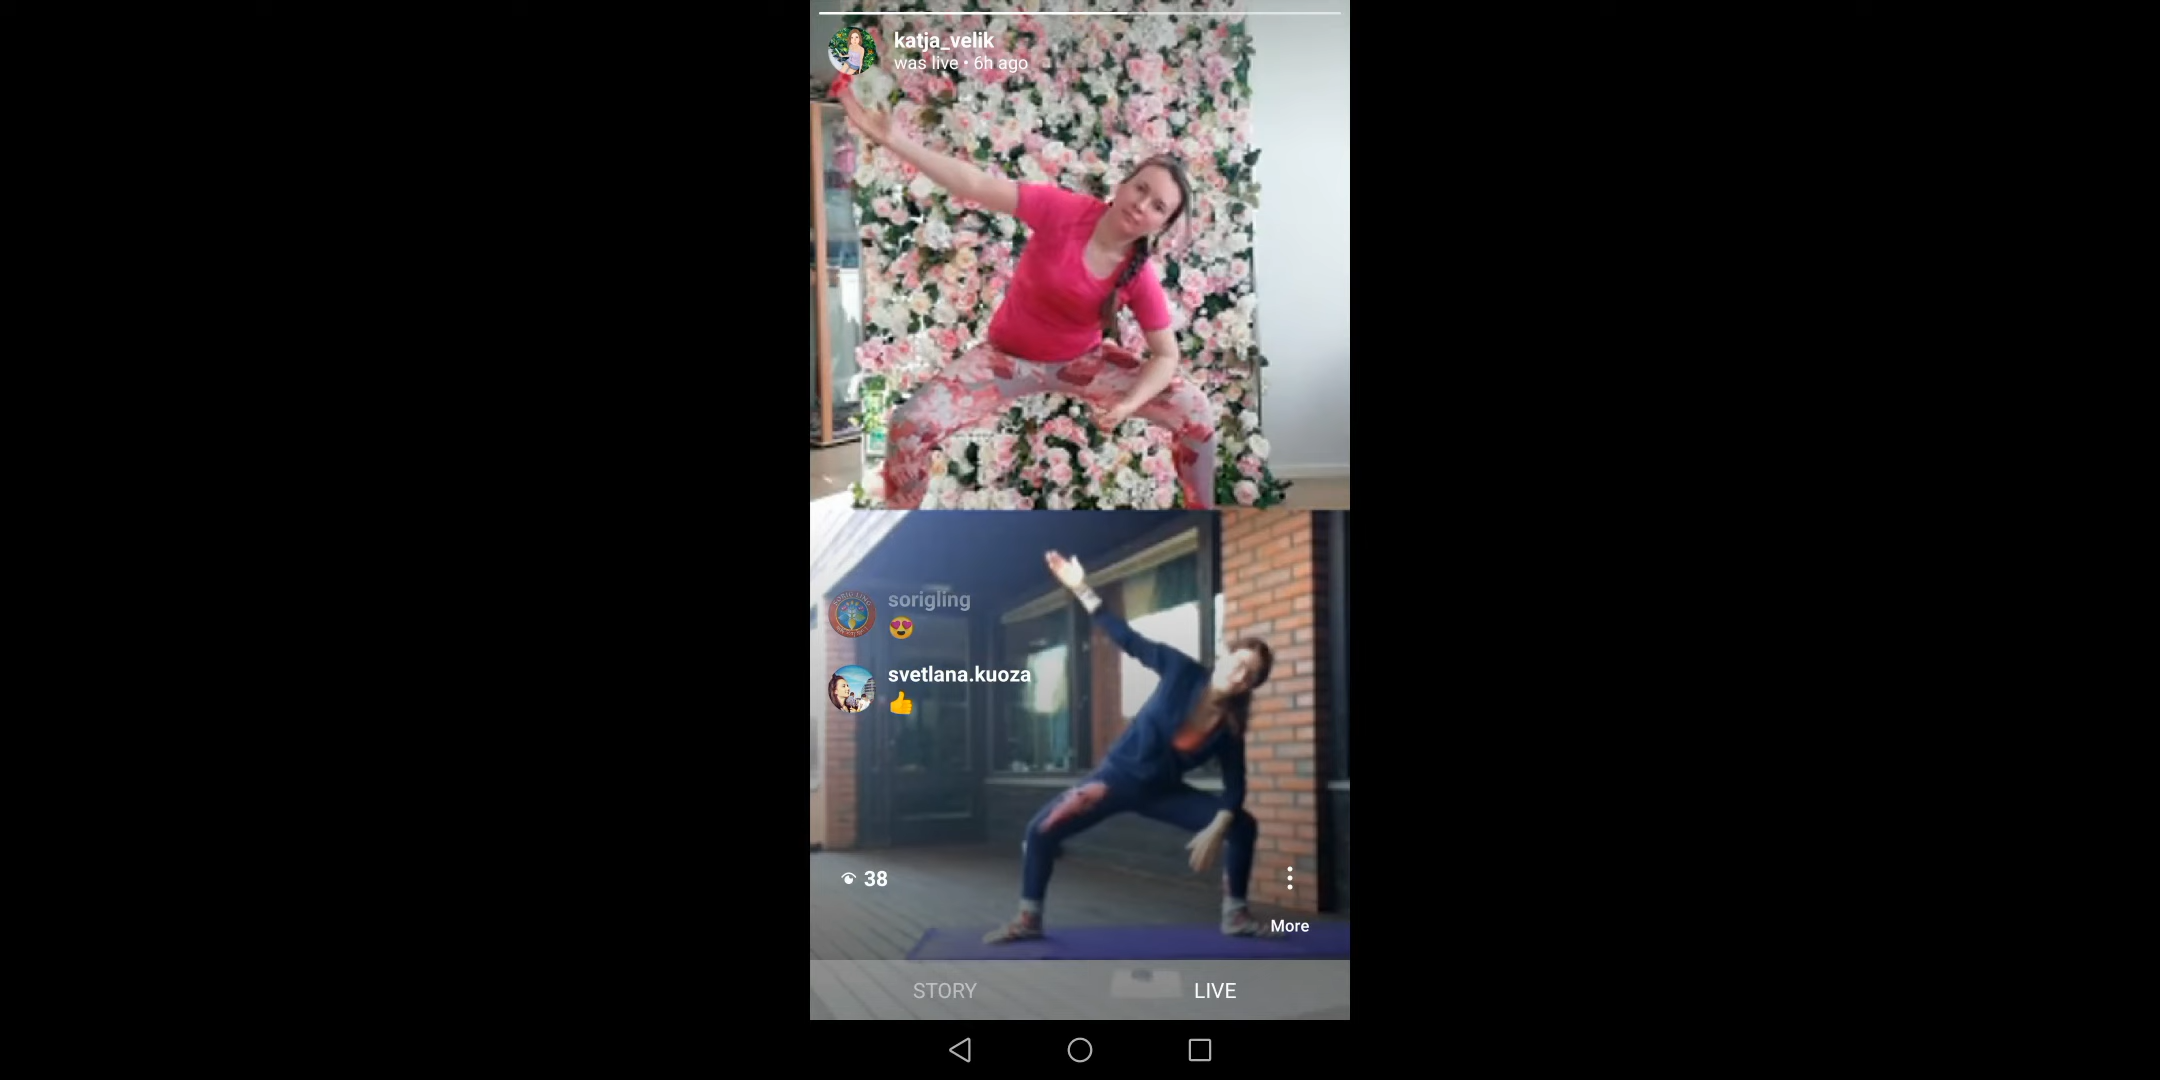 katja_velik
was live • 6h ago
sorigling
😍
svetlana.kuoza
👍
38
More
STORY
LIVE